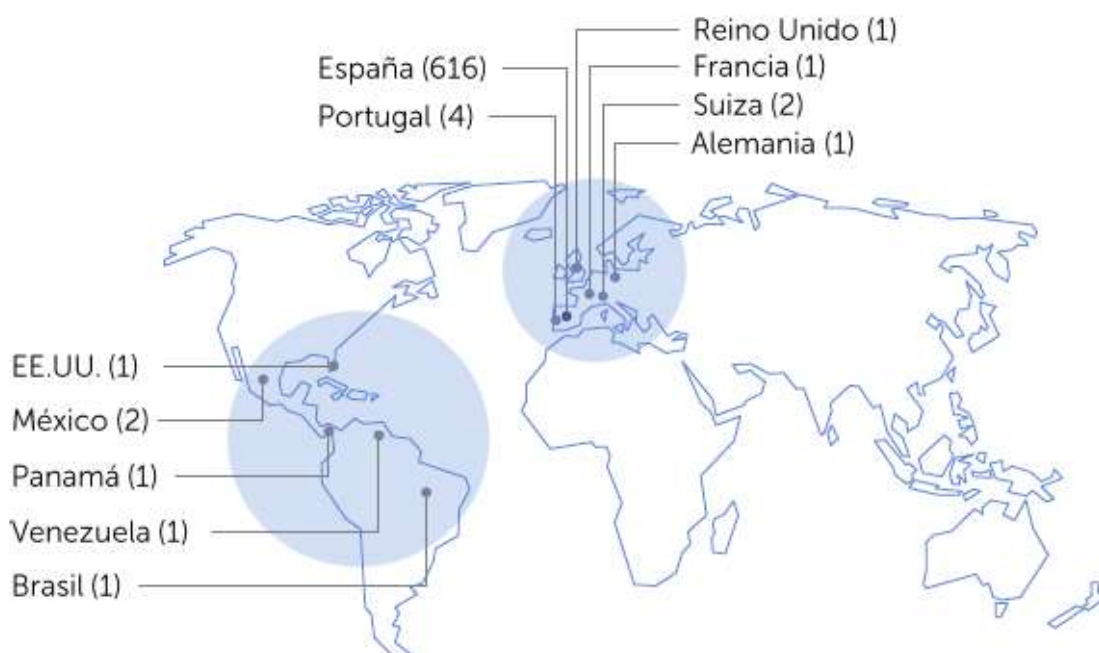 Reino Unido (1)
España (616)
Francia (1)
Portugal (4)
Suiza (2)
Alemania (1)
EE.UU. (1)
México (2)
Panamá (1)
Venezuela (1)
Brasil (1)